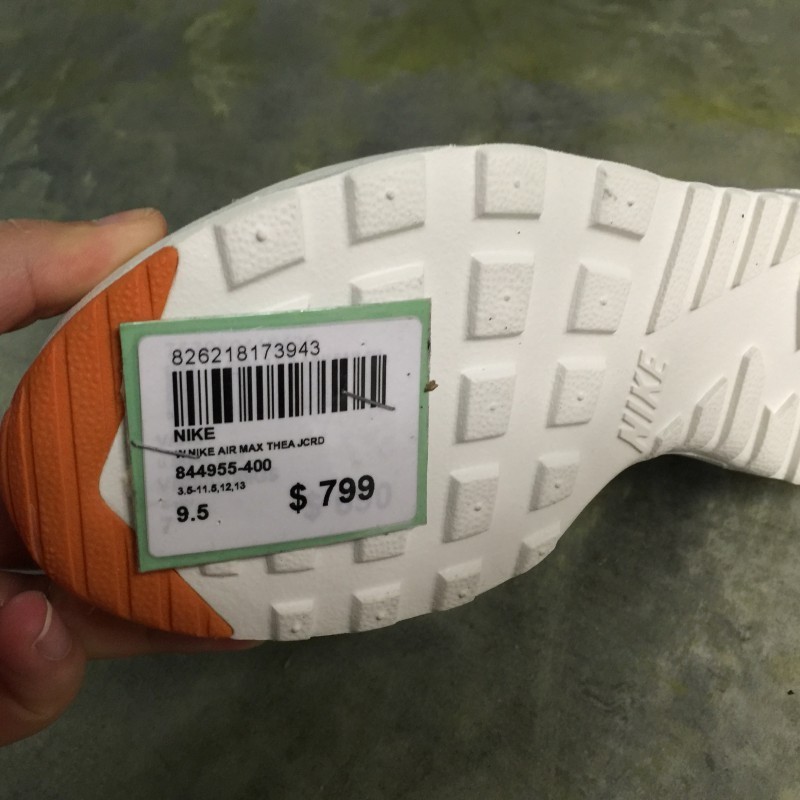 826218173943
NIKE
W NIKE AIR MAX THEA JCRD
844955-400
3.5-11.5,12,13
9.5
$ 799
NIKE